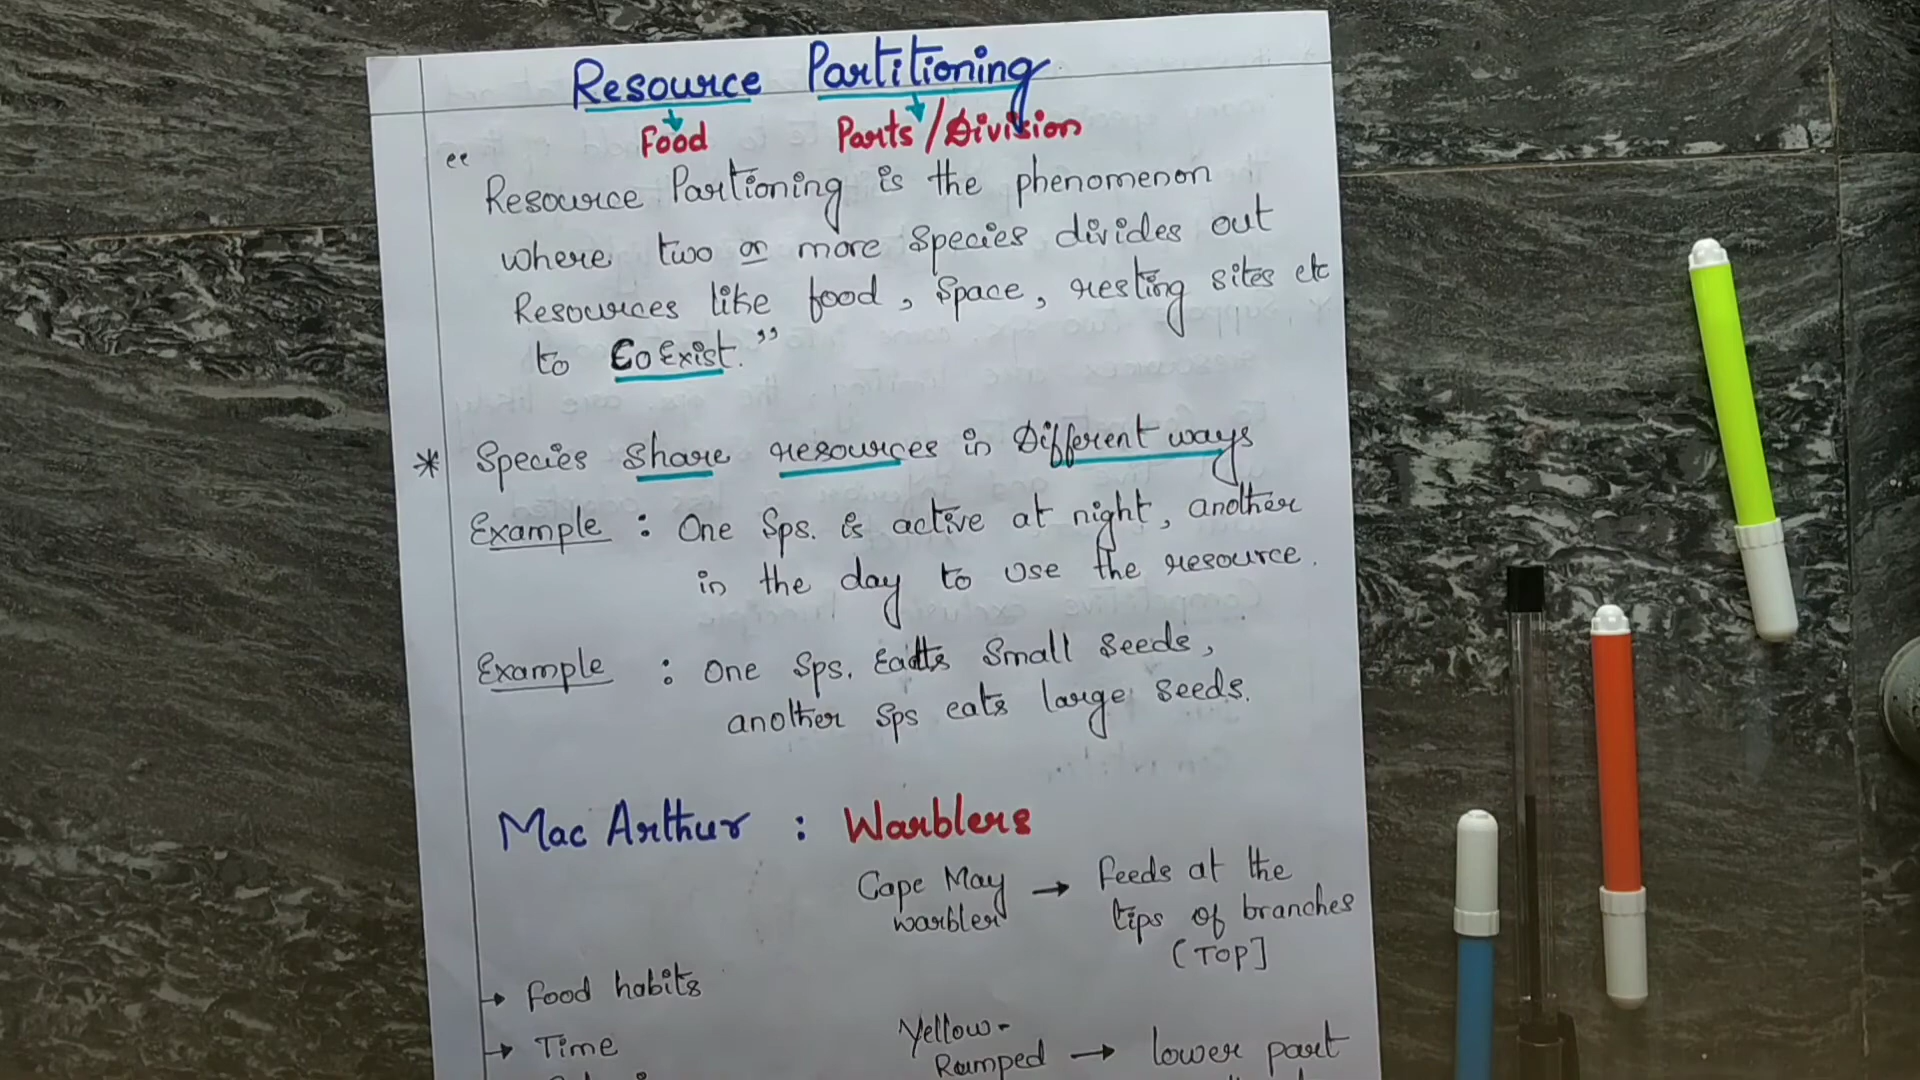 Resource Partitioning
Food Parts/Division
"Resource Partioning is the phenomenon
where two or more species divides out
Resources like food, space, resting sites etc
to CoExist."
* Species share resources in Different ways
Example : One Sps. is active at night, another
in the day to use the resource.
Example : One Sps. Eats small seeds,
another sps eats large seeds.
Mac Arthur : Warblers
Cape May
warbler → feeds at the
tips of branches
(TOP]
→ food habits
→ Time
Yellow-
Rumped → lower part